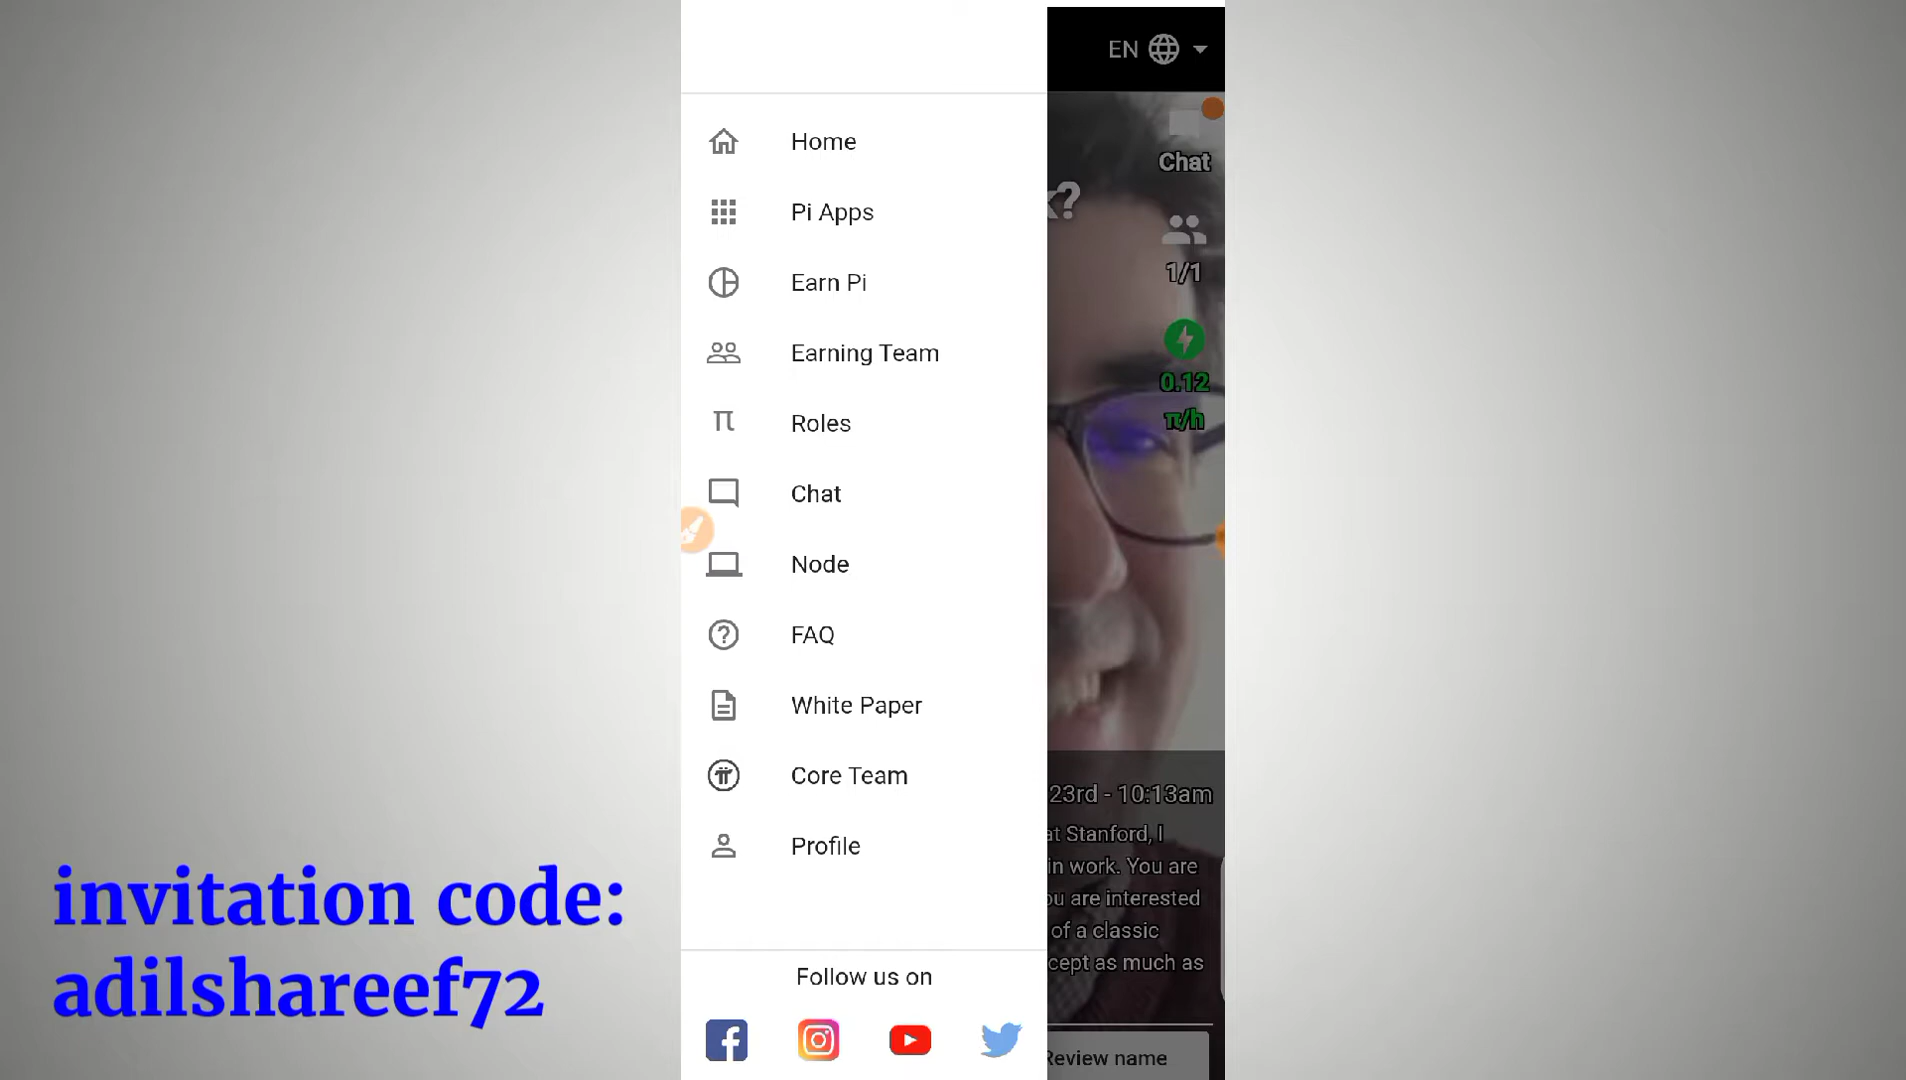 EN
Home
Pi Apps
Earn Pi
Earning Team
π Roles
Chat
Node
FAQ
White Paper
Core Team
Profile
Follow us on
Chat
?
1/1
0.12
π/h
23rd - 10:13am
at Stanford, I
in work. You are
ou are interested
of a classic
cept as much as
Review name
invitation code:
adilshareef72